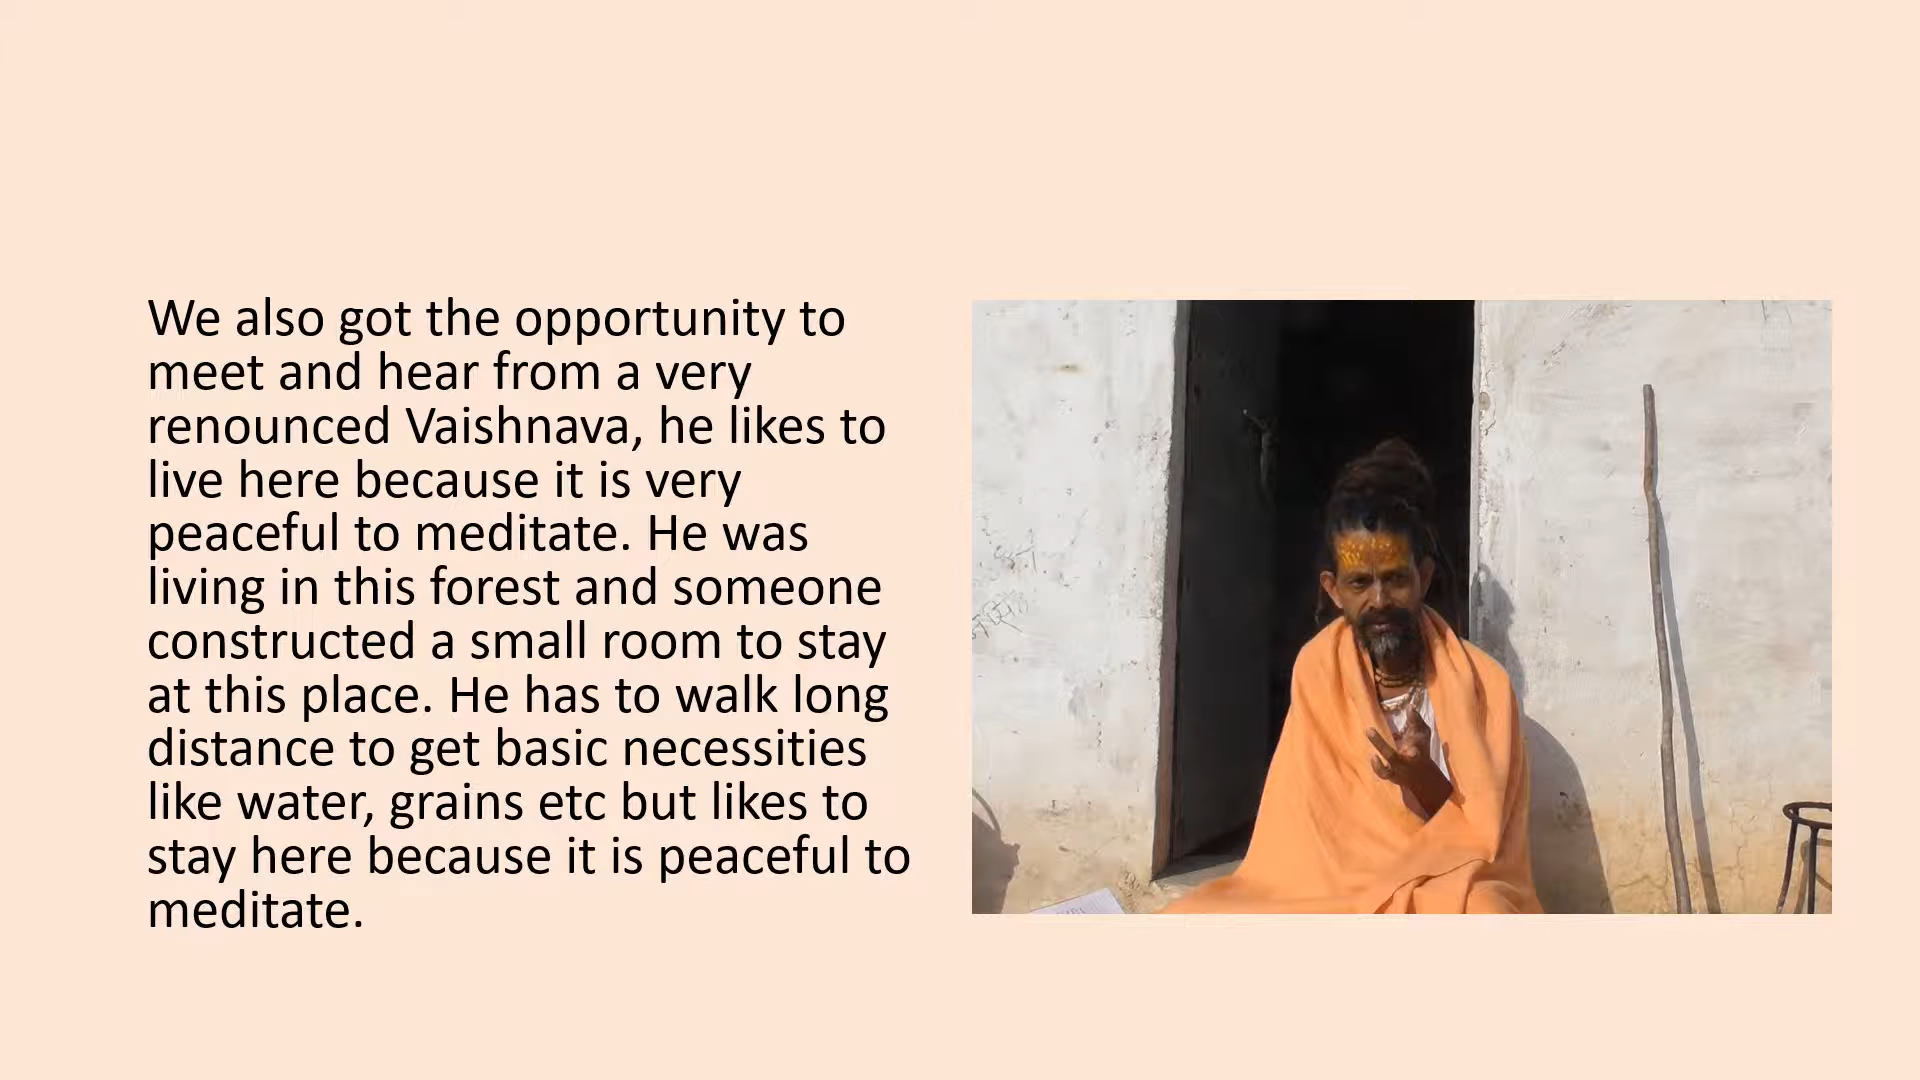 We also got the opportunity to
meet and hear from a very
renounced Vaishnava, he likes to
live here because it is very
peaceful to meditate. He was
living in this forest and someone
constructed a small room to stay
at this place. He has to walk long
distance to get basic necessities
like water, grains etc but likes to
stay here because it is peaceful to
meditate.